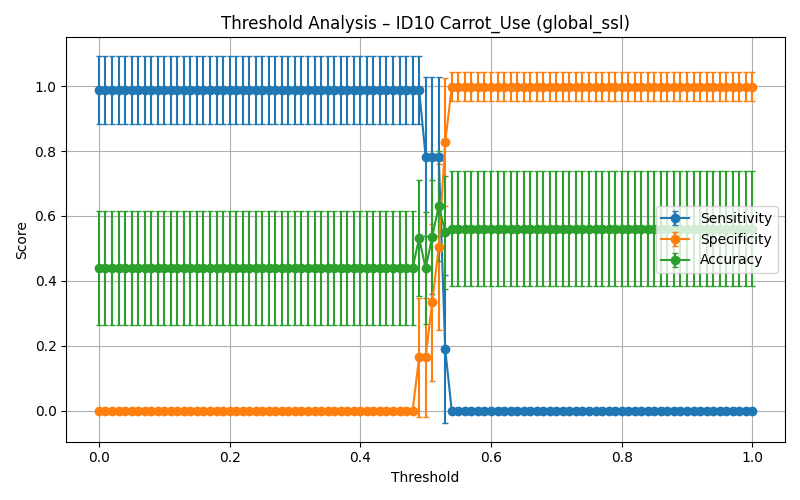 Threshold Analysis – ID10 Carrot_Use (global_ssl)
Score
1.0
0.8
0.6
0.4
0.2
0.0
Sensitivity
Specificity
Accuracy
0.0 0.2 0.4 0.6 0.8 1.0
Threshold